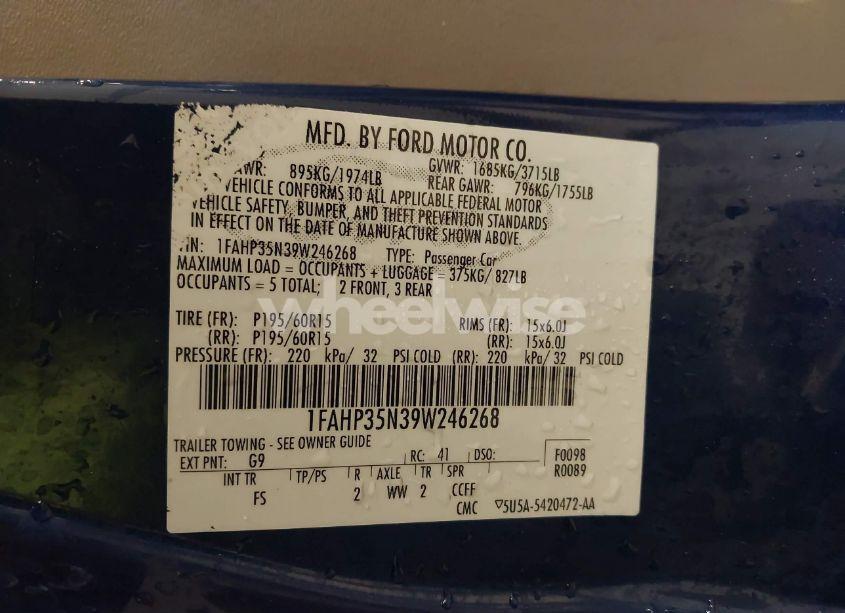 MFD. BY FORD MOTOR CO.
GVWR: 1685KG/3715LB
AWR: 895KG/1974LB REAR GAWR: 796KG/1755LB
VEHICLE CONFORMS TO ALL APPLICABLE FEDERAL MOTOR
VEHICLE SAFETY, BUMPER, AND THEFT PREVENTION STANDARDS
IN EFFECT ON THE DATE OF MANUFACTURE SHOWN ABOVE.
VIN: 1FAHP35N39W246268 TYPE: Passenger Car
MAXIMUM LOAD = OCCUPANTS + LUGGAGE = 375KG/ 827LB
OCCUPANTS = 5 TOTAL; 2 FRONT, 3 REAR
wheelwise
TIRE (FR): P195/60R15 RIMS (FR): 15x6.0J
(RR): P195/60R15 (RR): 15x6.0J
PRESSURE (FR): 220 kPa/ 32 PSI COLD (RR): 220 kPa/ 32 PSI COLD
1FAHP35N39W246268
TRAILER TOWING - SEE OWNER GUIDE
EXT PNT: G9 RC: 41 DSO: F0098
R0089
INT TR TP/PS R AXLE TR SPR
FS 2 WW 2 CCFF
CMC ▽5U5A-5420472-AA